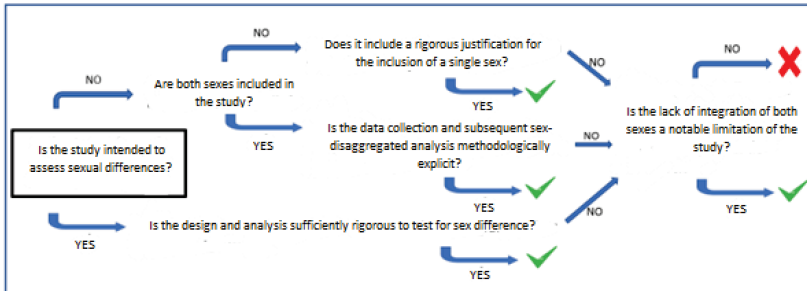 NO
Does it include a rigorous justification for
the inclusion of a single sex?
NO
NO
NO
Are both sexes included in
the study?
YES
Is the lack of integration of both
sexes a notable limitation of the
study?
YES
Is the data collection and subsequent sex-
disaggregated analysis methodologically
explicit?
NO
Is the study intended to
assess sexual differences?
YES
YES
NO
Is the design and analysis sufficiently rigorous to test for sex difference?
YES
YES